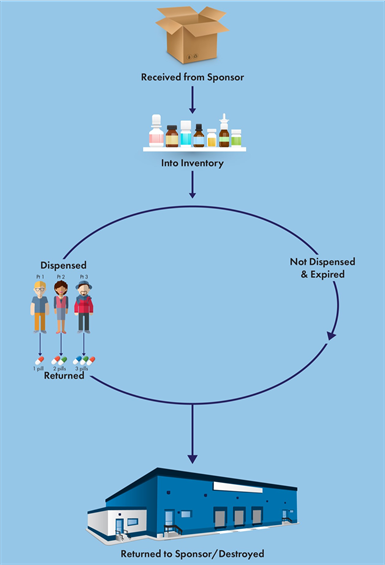 Received from Sponsor
Into Inventory
Dispensed
Pt 1 Pt 2 Pt 3
Not Dispensed
& Expired
1 pill 2 pills 3 pills
Returned
Returned to Sponsor/Destroyed